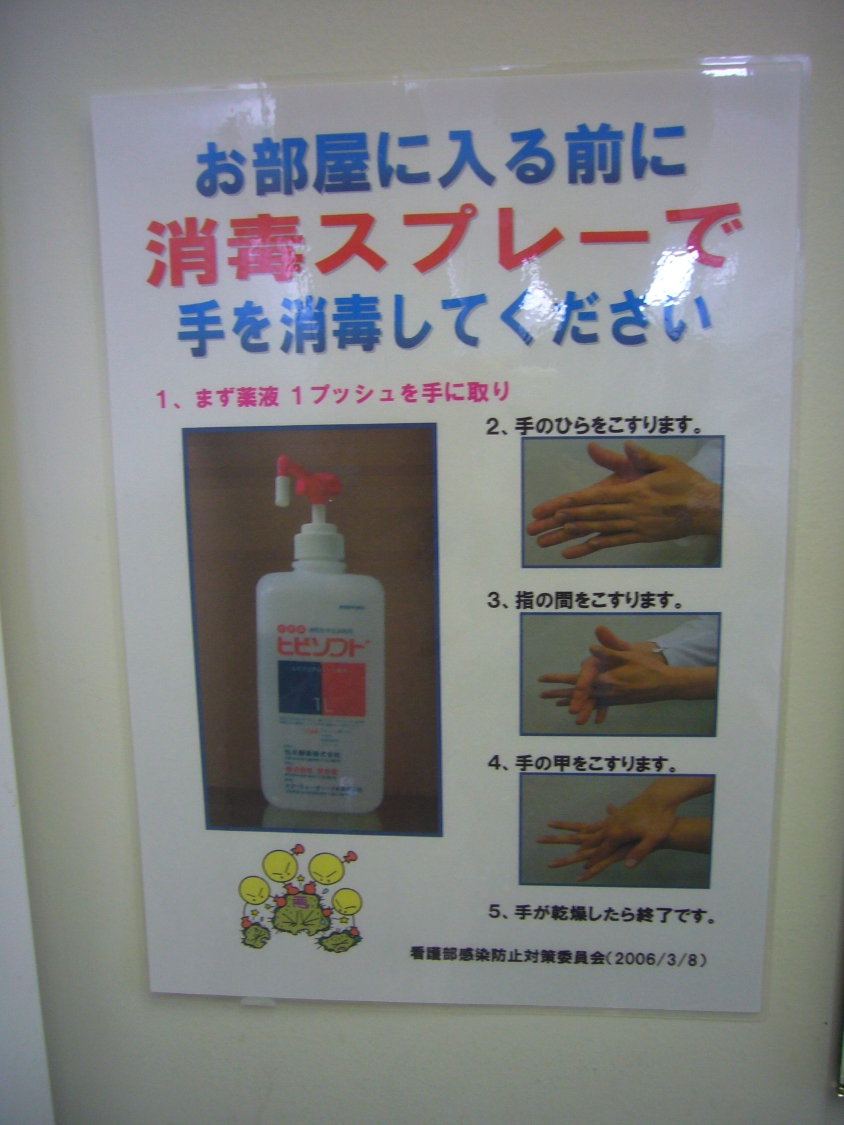 お部屋に入る前に
消毒スプレーで
手を消毒してください
1、まず薬液 1プッシュを手に取り
2、手のひらをこすります。
ヒビソフト
1L
3、指の間をこすります。
4、手の甲をこすります。
5、手が乾燥したら終了です。
看護部感染防止対策委員会(2006/3/8)